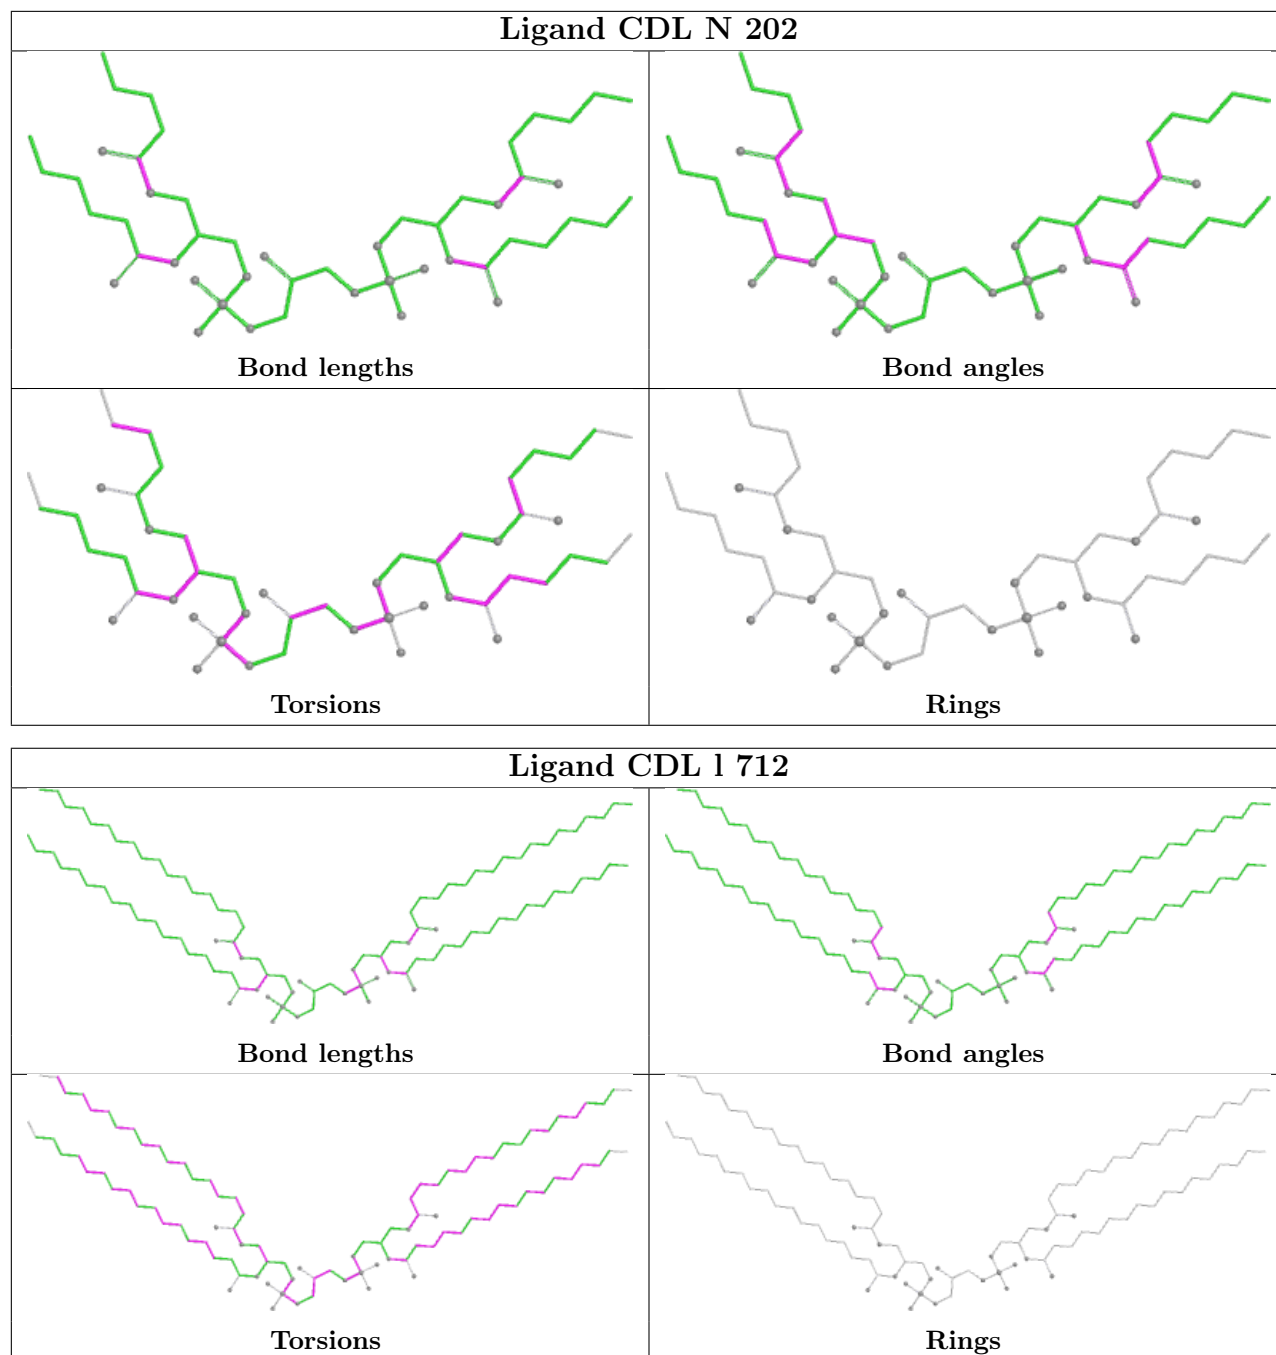 Ligand CDL N 202
Bond lengths
Bond angles
Torsions
Rings
Ligand CDL l 712
Bond lengths
Bond angles
Torsions
Rings